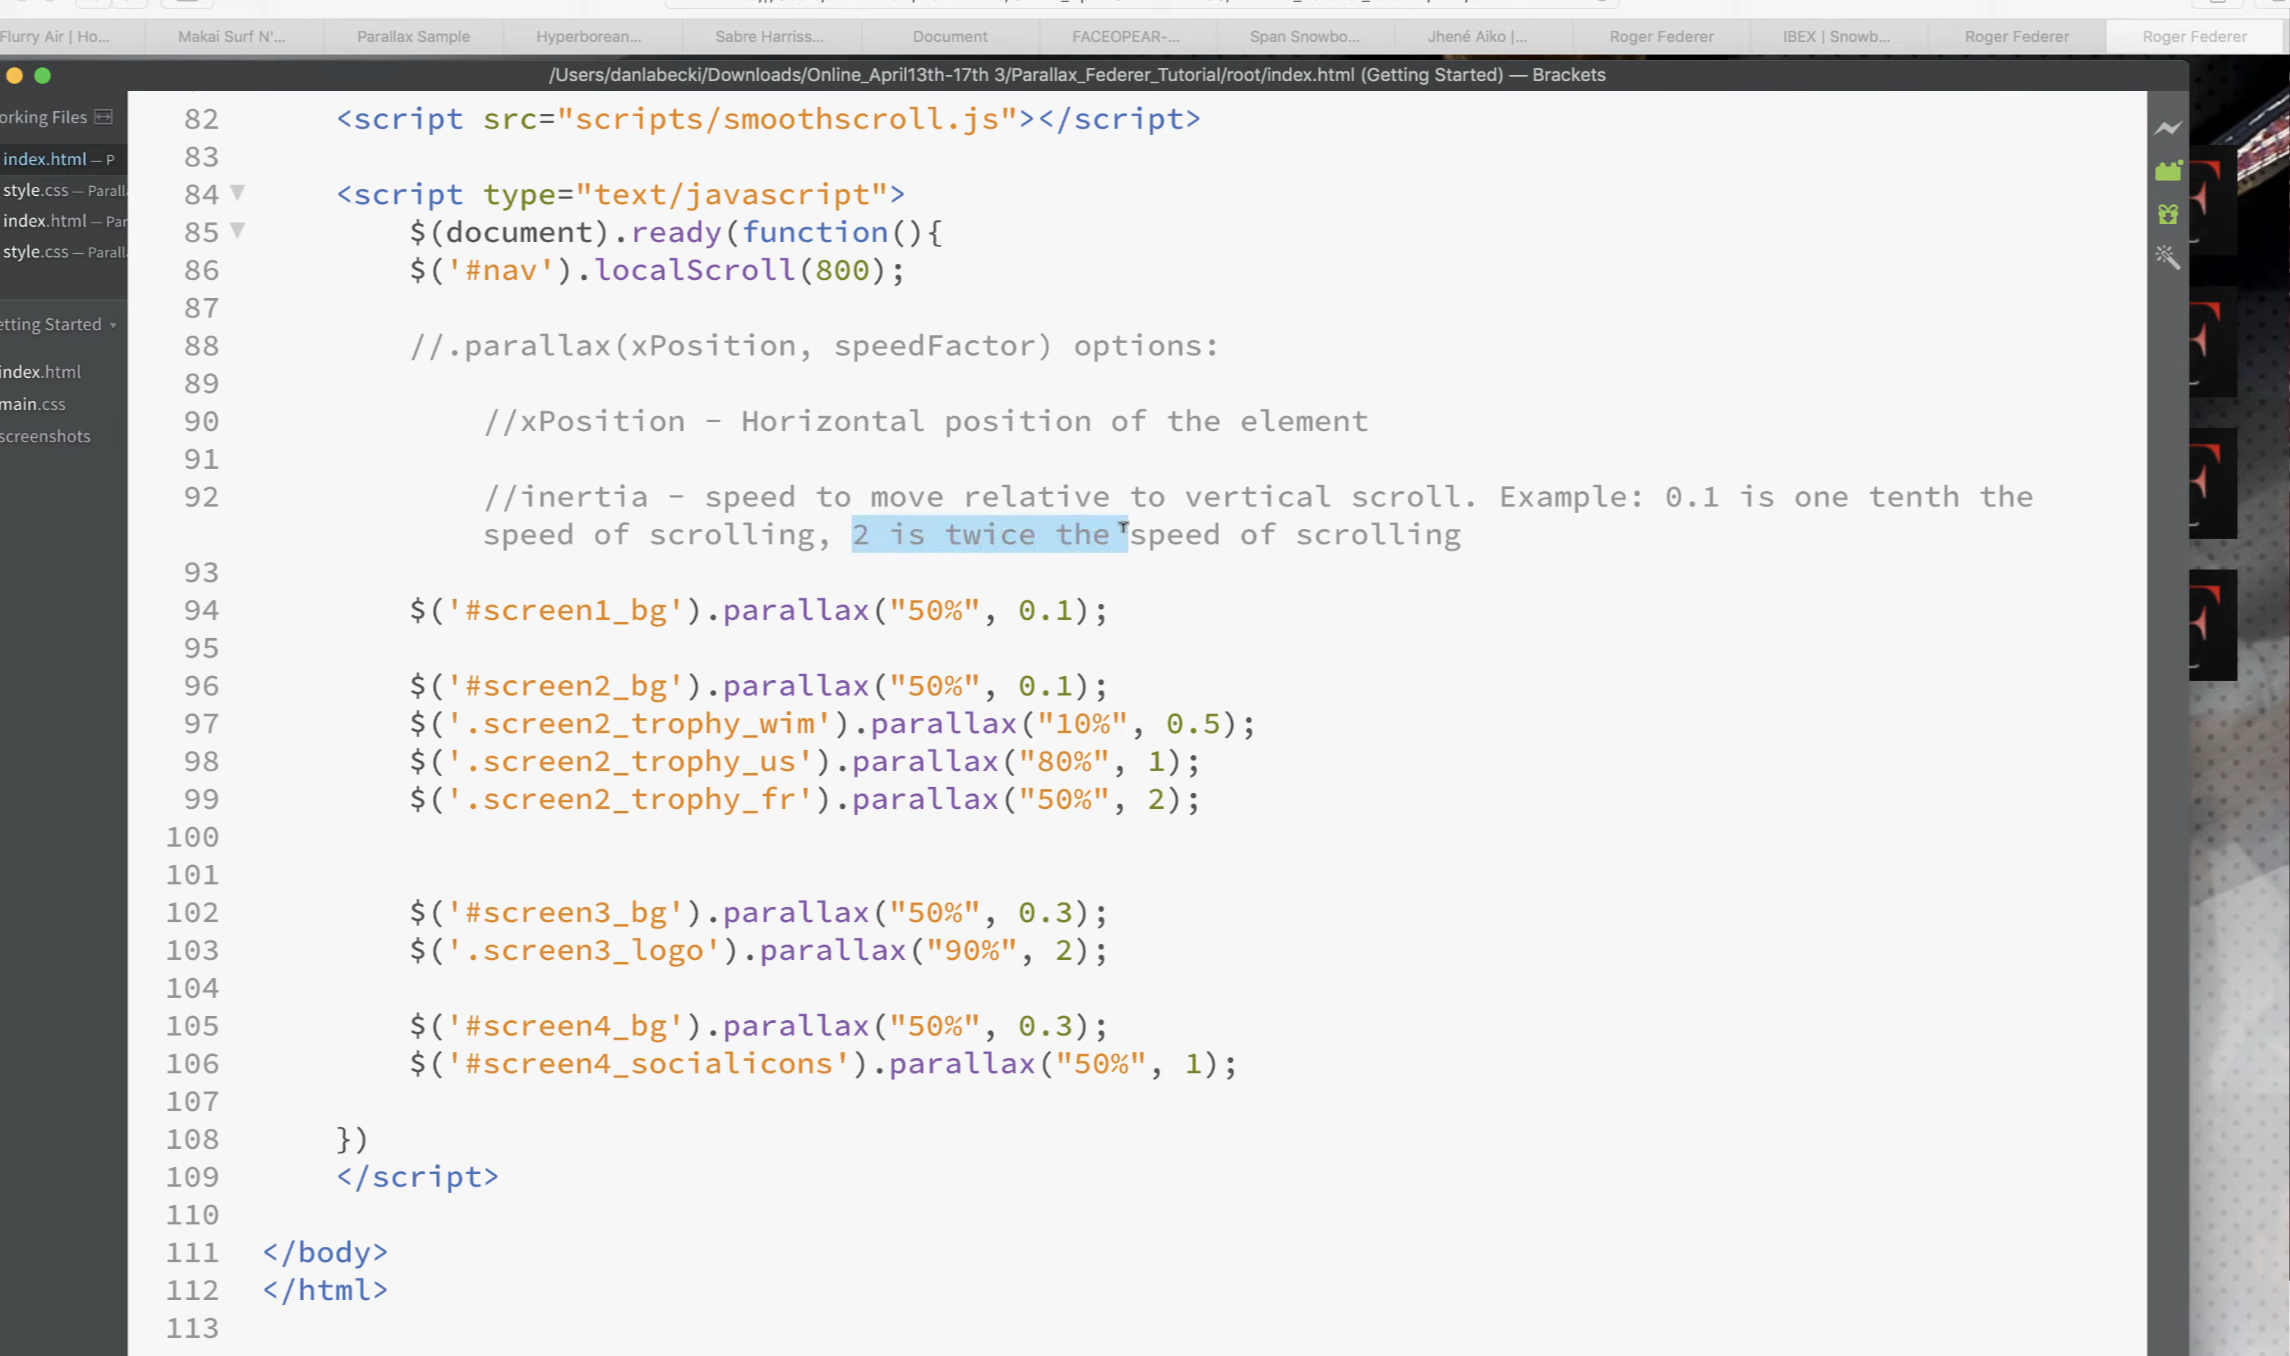 Flurry Air | Ho...
Makai Surf N'...
Parallax Sample
Hyperborean...
Sabre Harriss...
Document
FACEOPEAR-...
Span Snowbo...
Jhené Aiko |...
Roger Federer
IBEX | Snowb...
Roger Federer
Roger Federer
/Users/danlabecki/Downloads/Online_April13th-17th 3/Parallax_Federer_Tutorial/root/index.html (Getting Started) — Brackets
orking Files
index.html — P
style.css — Parall
index.html — Par
style.css — Parall
etting Started
index.html
main.css
screenshots
82 <script src="scripts/smoothscroll.js"></script>
83
84 <script type="text/javascript">
85 $(document).ready(function(){
86 $('#nav').localScroll(800);
87
88 //.parallax(xPosition, speedFactor) options:
89
90 //xPosition - Horizontal position of the element
91
92 //inertia - speed to move relative to vertical scroll. Example: 0.1 is one tenth the
speed of scrolling, 2 is twice the speed of scrolling
93
94 $('#screen1_bg').parallax("50%", 0.1);
95
96 $('#screen2_bg').parallax("50%", 0.1);
97 $('.screen2_trophy_wim').parallax("10%", 0.5);
98 $('.screen2_trophy_us').parallax("80%", 1);
99 $('.screen2_trophy_fr').parallax("50%", 2);
100
101
102 $('#screen3_bg').parallax("50%", 0.3);
103 $('.screen3_logo').parallax("90%", 2);
104
105 $('#screen4_bg').parallax("50%", 0.3);
106 $('#screen4_socialicons').parallax("50%", 1);
107
108 })
109 </script>
110
111 </body>
112 </html>
113